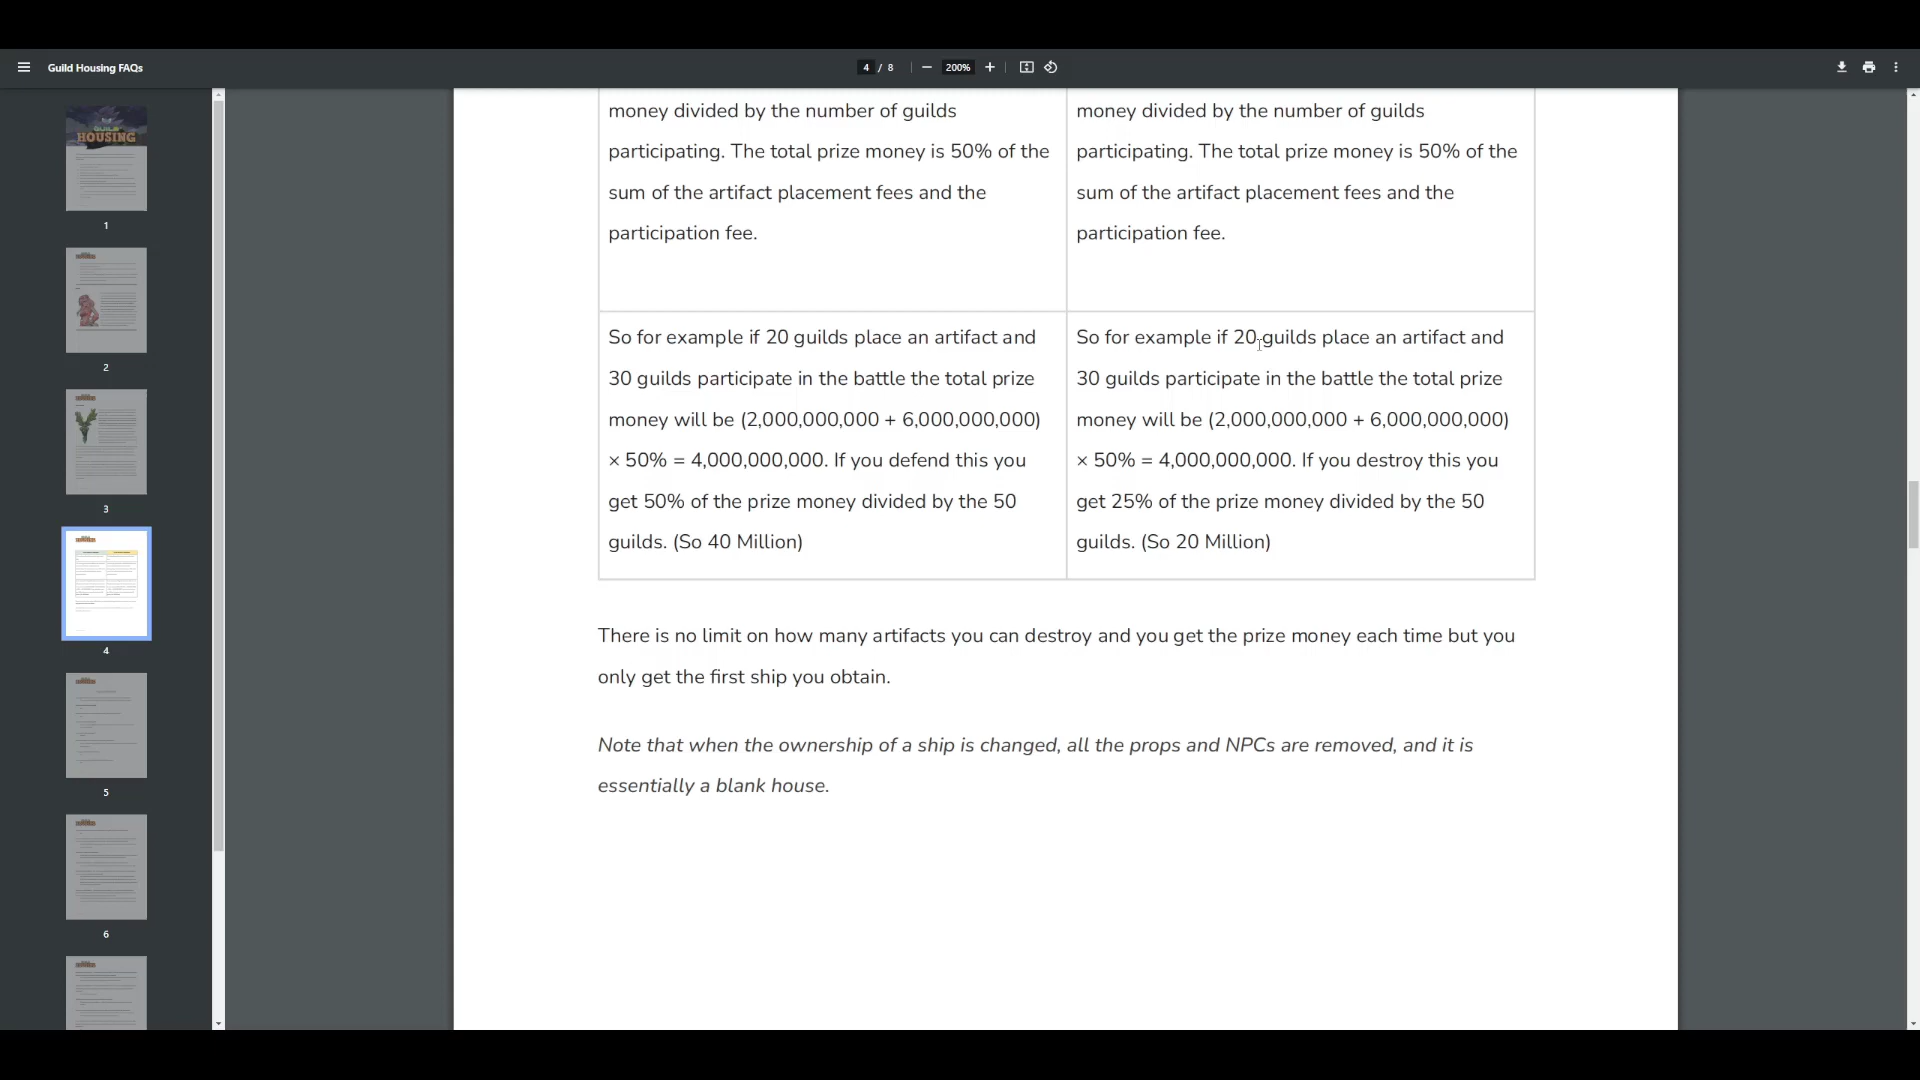 Guild Housing FAQs
4 / 8
200%
GUILD
HOUSING
1
2
3
4
5
6
money divided by the number of guilds
participating. The total prize money is 50% of the
sum of the artifact placement fees and the
participation fee.
money divided by the number of guilds
participating. The total prize money is 50% of the
sum of the artifact placement fees and the
participation fee.
So for example if 20 guilds place an artifact and
30 guilds participate in the battle the total prize
money will be (2,000,000,000 + 6,000,000,000)
× 50% = 4,000,000,000. If you defend this you
get 50% of the prize money divided by the 50
guilds. (So 40 Million)
So for example if 20 guilds place an artifact and
30 guilds participate in the battle the total prize
money will be (2,000,000,000 + 6,000,000,000)
× 50% = 4,000,000,000. If you destroy this you
get 25% of the prize money divided by the 50
guilds. (So 20 Million)
There is no limit on how many artifacts you can destroy and you get the prize money each time but you
only get the first ship you obtain.
Note that when the ownership of a ship is changed, all the props and NPCs are removed, and it is
essentially a blank house.